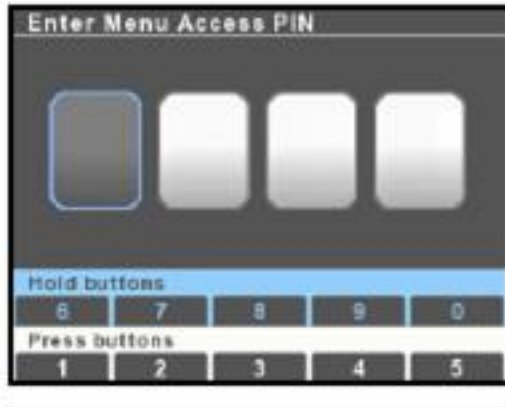 Enter Menu Access PIN
Hold buttons
6 7 8 9 0
Press buttons
1 2 3 4 5